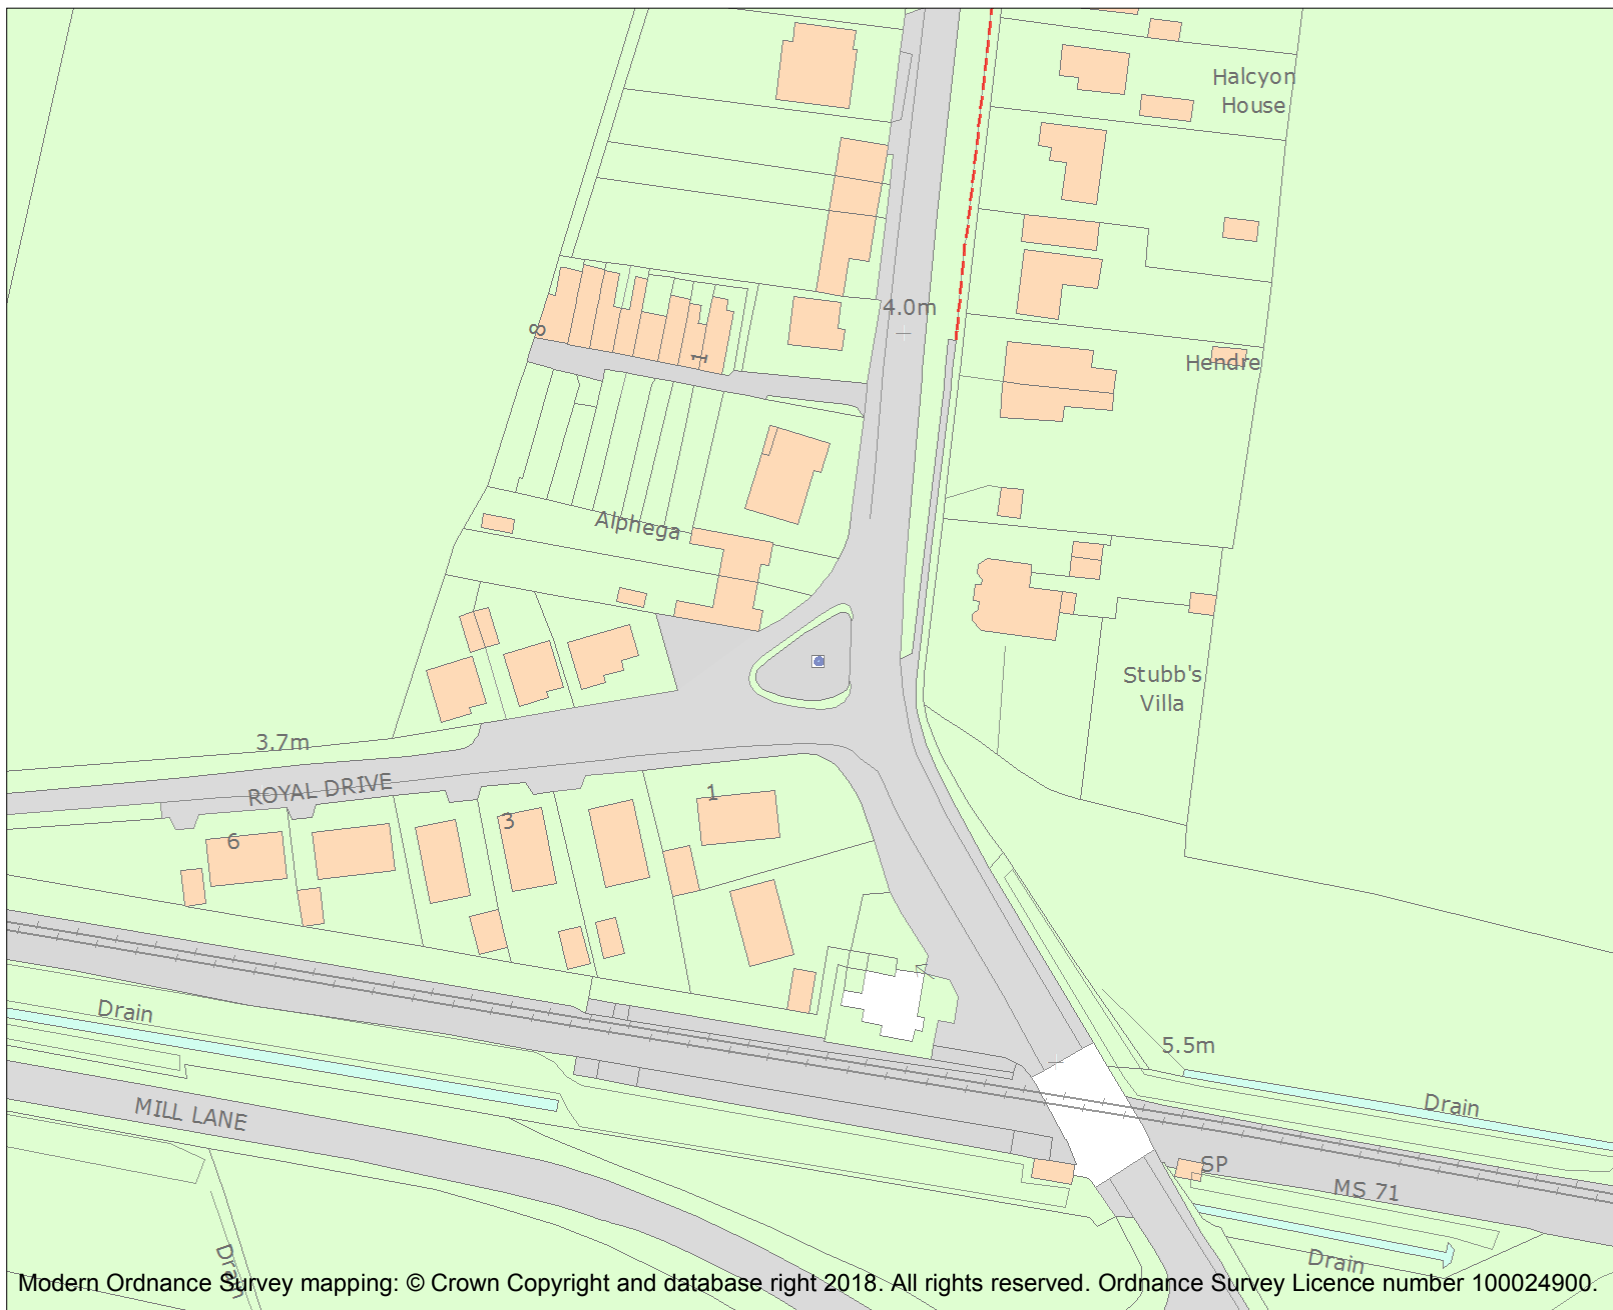 Halcyon
House
4.0m
8
1
Hendre
Alphega
Stubb's
Villa
3.7m
ROYAL DRIVE
1
3
6
Drain
5.5m
Drain
MILL LANE
SP
MS 71
Drain
Drain
Modern Ordnance Survey mapping: © Crown Copyright and database right 2018. All rights reserved. Ordnance Survey Licence number 100024900.